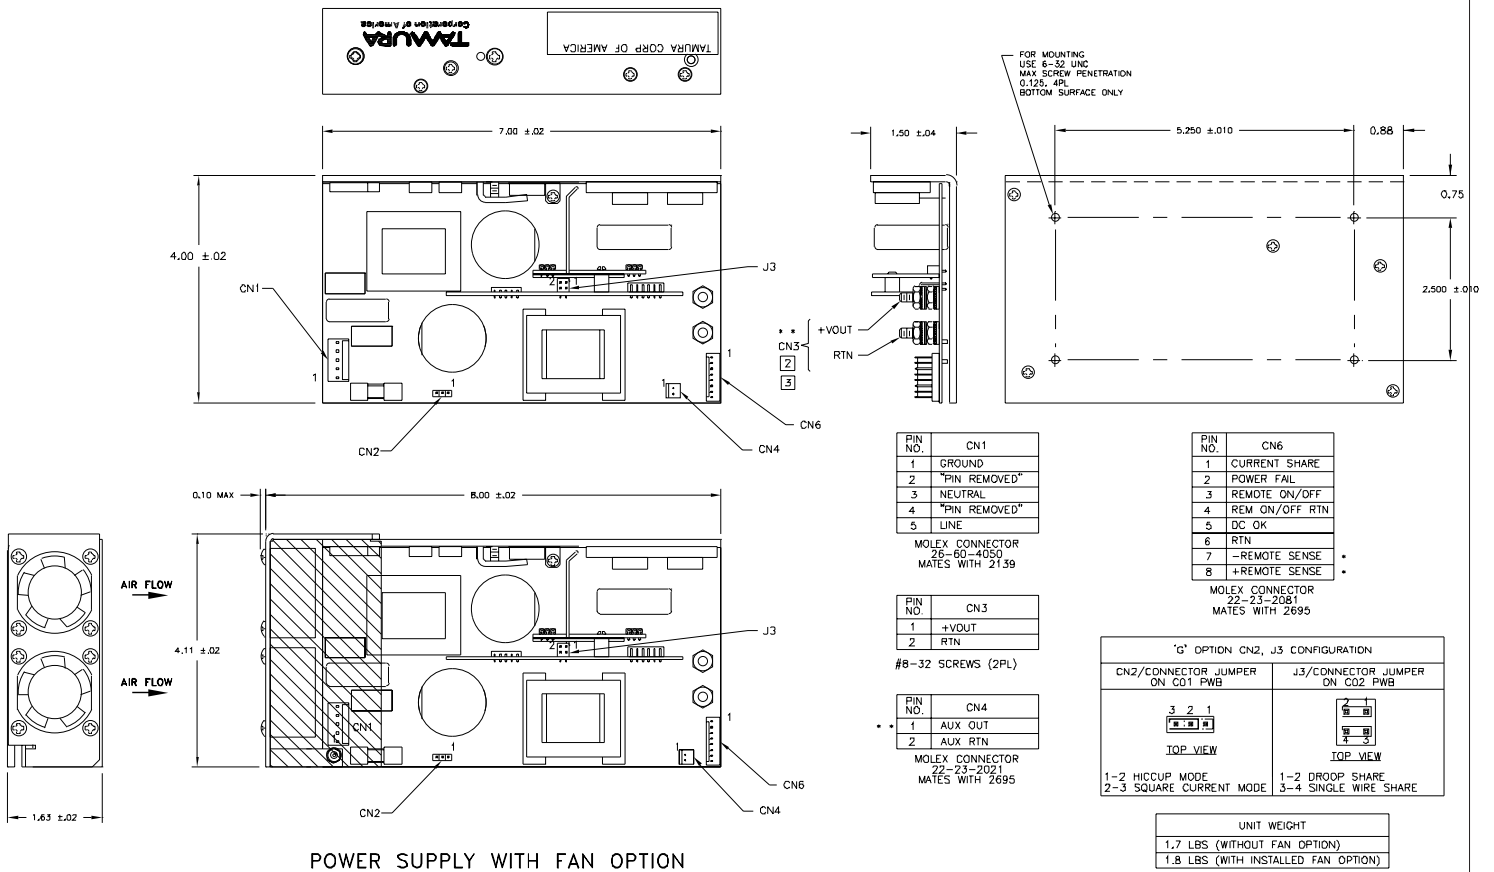 TAMURA
Corporation of America
TAMURA CORP OF AMERICA
FOR MOUNTING
USE 6-32 UNC
MAX SCREW PENETRATION
0.125, 4PL
BOTTOM SURFACE ONLY
7.00 ±.02
1.50 ±.04
5.250 ±.010
0.88
0.75
4.00 ±.02
2.500 ±.010
J3
2
1
CN1
1
* *
CN3
2
3
+VOUT
RTN
1
1
1
CN6
CN4
CN2
PIN NO.
CN1
1 GROUND
2 "PIN REMOVED"
3 NEUTRAL
4 "PIN REMOVED"
5 LINE
MOLEX CONNECTOR
26-60-4050
MATES WITH 2139
PIN NO.
CN6
1 CURRENT SHARE
2 POWER FAIL
3 REMOTE ON/OFF
4 REM ON/OFF RTN
5 DC OK
6 RTN
7 -REMOTE SENSE *
8 +REMOTE SENSE *
MOLEX CONNECTOR
22-23-2081
MATES WITH 2695
0.10 MAX
8.00 ±.02
AIR FLOW
AIR FLOW
4.11 ±.02
J3
2
1
CN1
1
1
1
CN6
CN4
CN2
1.63 ±.02
PIN NO.
CN3
1 +VOUT
2 RTN
#8-32 SCREWS (2PL)
PIN NO.
CN4
* * 1 AUX OUT
2 AUX RTN
MOLEX CONNECTOR
22-23-2021
MATES WITH 2695
'G' OPTION CN2, J3 CONFIGURATION
CN2/CONNECTOR JUMPER
ON C01 PWB
J3/CONNECTOR JUMPER
ON C02 PWB
3 2 1
2 1
4 3
TOP VIEW
TOP VIEW
1-2 HICCUP MODE
2-3 SQUARE CURRENT MODE
1-2 DROOP SHARE
3-4 SINGLE WIRE SHARE
UNIT WEIGHT
1.7 LBS (WITHOUT FAN OPTION)
1.8 LBS (WITH INSTALLED FAN OPTION)
POWER SUPPLY WITH FAN OPTION